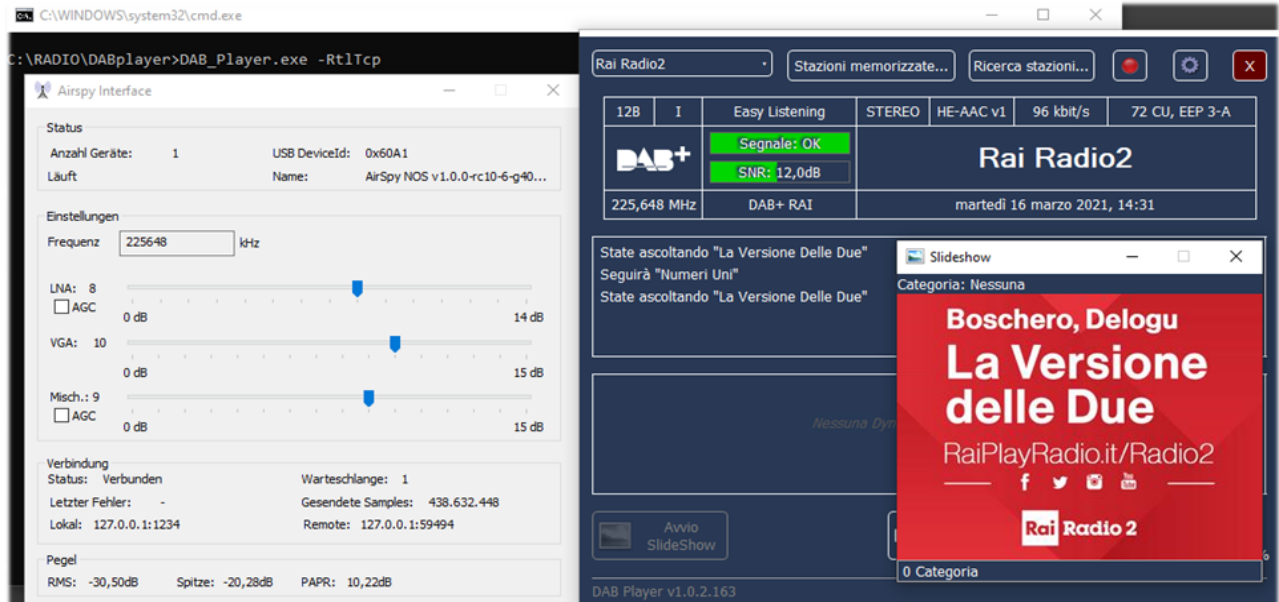 C:\WINDOWS\system32\cmd.exe
C:\RADIO\DABplayer>DAB_Player.exe -RtlTcp
Airspy Interface
Status
Anzahl Geräte: 1 USB DeviceId: 0x60A1
Läuft Name: AirSpy NOS v1.0.0-rc10-6-g40...
Einstellungen
Frequenz 225648 kHz
LNA: 8
AGC
0 dB 14 dB
VGA: 10
0 dB 15 dB
Misch.: 9
AGC
0 dB 15 dB
Verbindung
Status: Verbunden Warteschlange: 1
Letzter Fehler: - Gesendete Samples: 438.632.448
Lokal: 127.0.0.1:1234 Remote: 127.0.0.1:59494
Pegel
RMS: -30,50dB Spitze: -20,28dB PAPR: 10,22dB
Rai Radio2 Stazioni memorizzate... Ricerca stazioni... X
12B I Easy Listening STEREO HE-AAC v1 96 kbit/s 72 CU, EEP 3-A
DAB+ Segnale: OK Rai Radio2
SNR: 12,0dB
225,648 MHz DAB+ RAI martedì 16 marzo 2021, 14:31
State ascoltando "La Versione Delle Due"
Seguirà "Numeri Uni"
State ascoltando "La Versione Delle Due"
Nessuna Dyn
Avvio
SlideShow
%
DAB Player v1.0.2.163
Slideshow
Categoria: Nessuna
Boschero, Delogu
La Versione
delle Due
RaiPlayRadio.it/Radio2
f You Tube
Rai Radio 2
0 Categoria